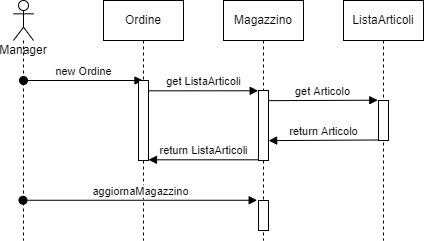 Ordine
Magazzino
ListaArticoli
Manager
new Ordine
get ListaArticoli
get Articolo
return Articolo
return ListaArticoli
aggiornaMagazzino